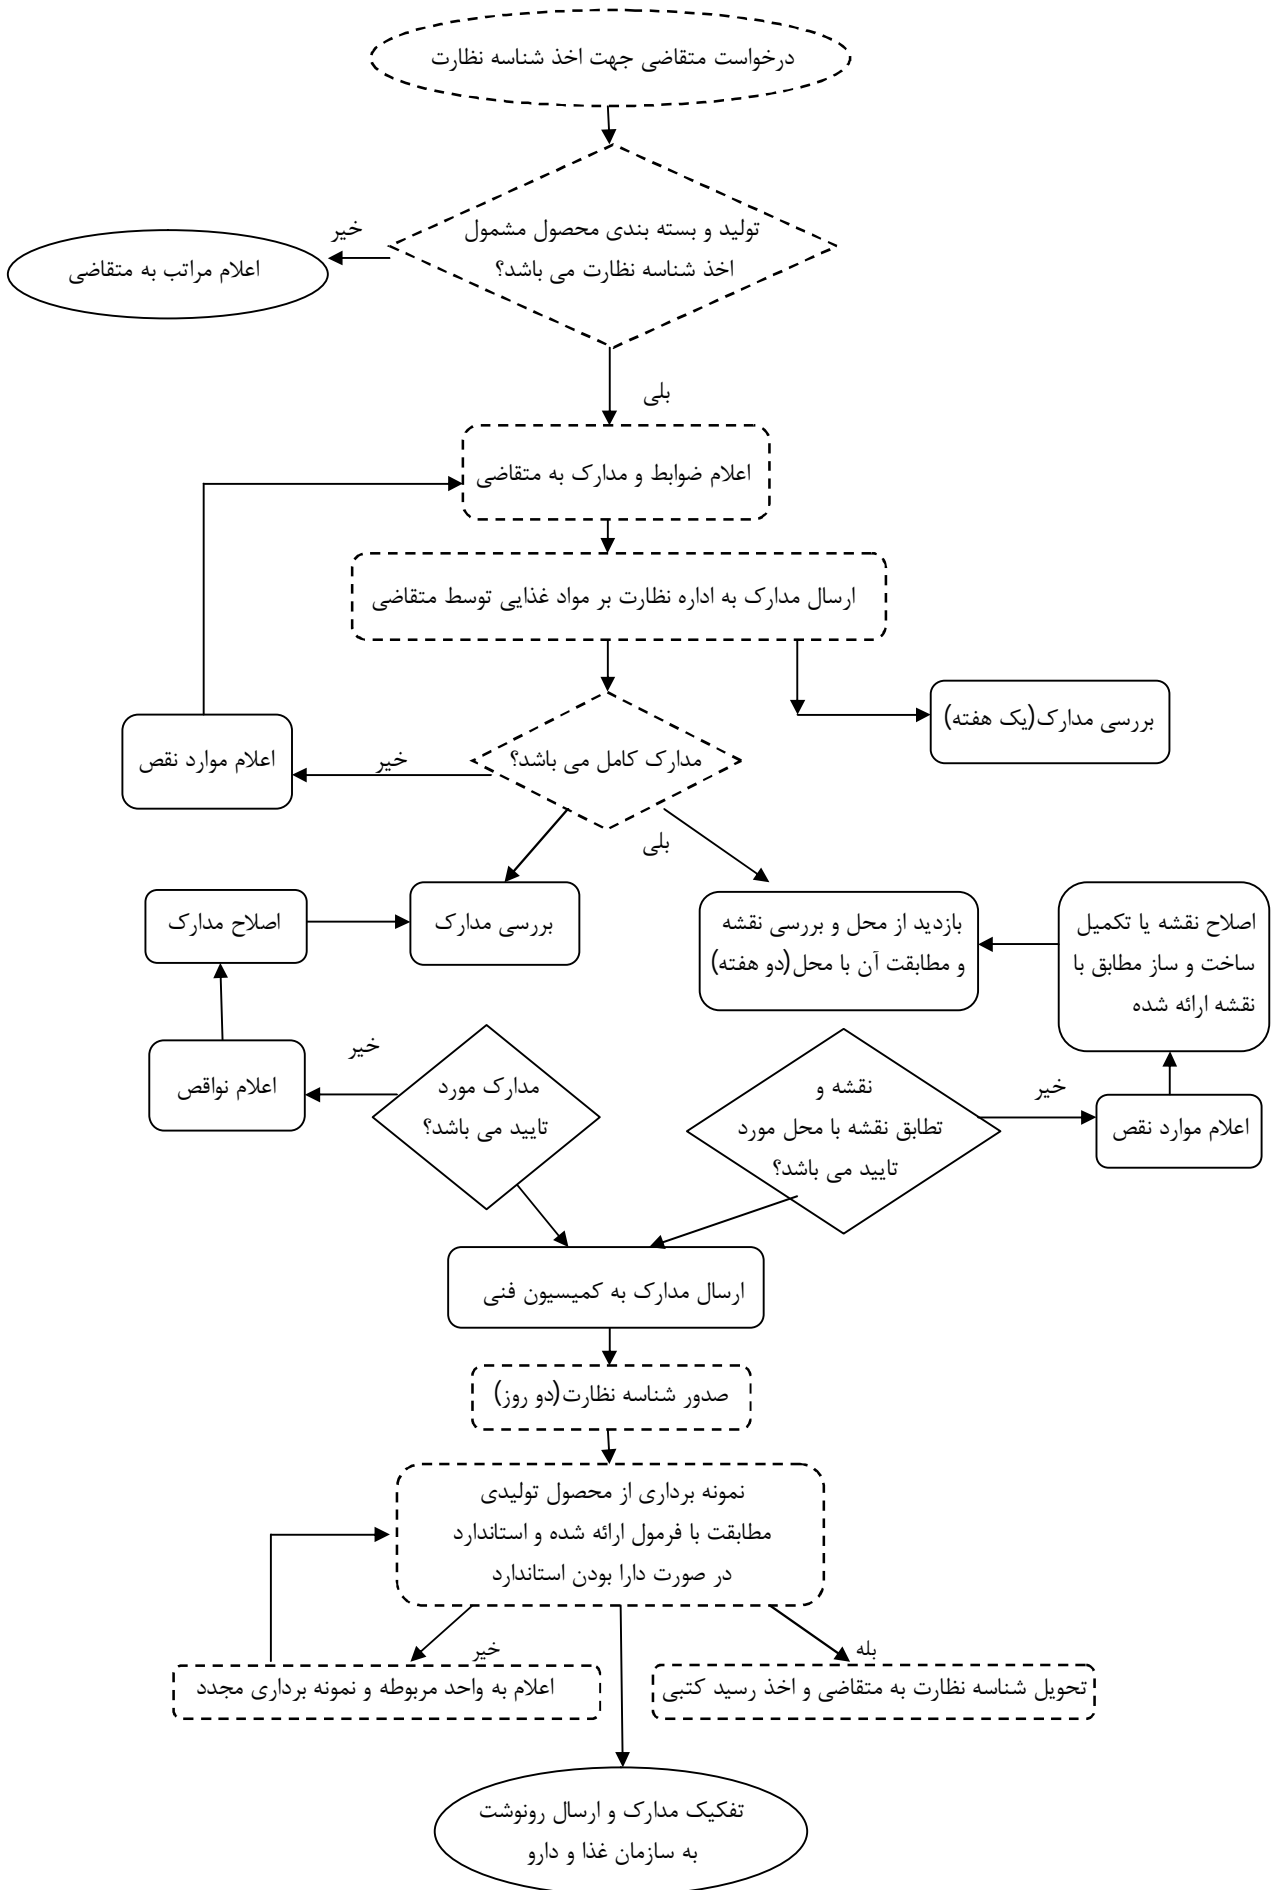 درخواست متقاضی جهت اخذ شناسه نظارت
تولید و بسته بندی محصول مشمول
اخذ شناسه نظارت می باشد؟
خیر
اعلام مراتب به متقاضی
بلی
اعلام ضوابط و مدارک به متقاضی
ارسال مدارک به اداره نظارت بر مواد غذایی توسط متقاضی
بررسی مدارک(یک هفته)
مدارک کامل می باشد؟
خیر
اعلام موارد نقص
بلی
اصلاح نقشه یا تکمیل
ساخت و ساز مطابق با
نقشه ارائه شده
بازدید از محل و بررسی نقشه
و مطابقت آن با محل(دو هفته)
بررسی مدارک
اصلاح مدارک
اعلام موارد نقص
خیر
نقشه و
تطابق نقشه با محل مورد
تایید می باشد؟
مدارک مورد
تایید می باشد؟
خیر
اعلام نواقص
ارسال مدارک به کمیسیون فنی
صدور شناسه نظارت(دو روز)
نمونه برداری از محصول تولیدی
مطابقت با فرمول ارائه شده و استاندارد
در صورت دارا بودن استاندارد
بله
خیر
تحویل شناسه نظارت به متقاضی و اخذ رسید کتبی
اعلام به واحد مربوطه و نمونه برداری مجدد
تفکیک مدارک و ارسال رونوشت
به سازمان غذا و دارو